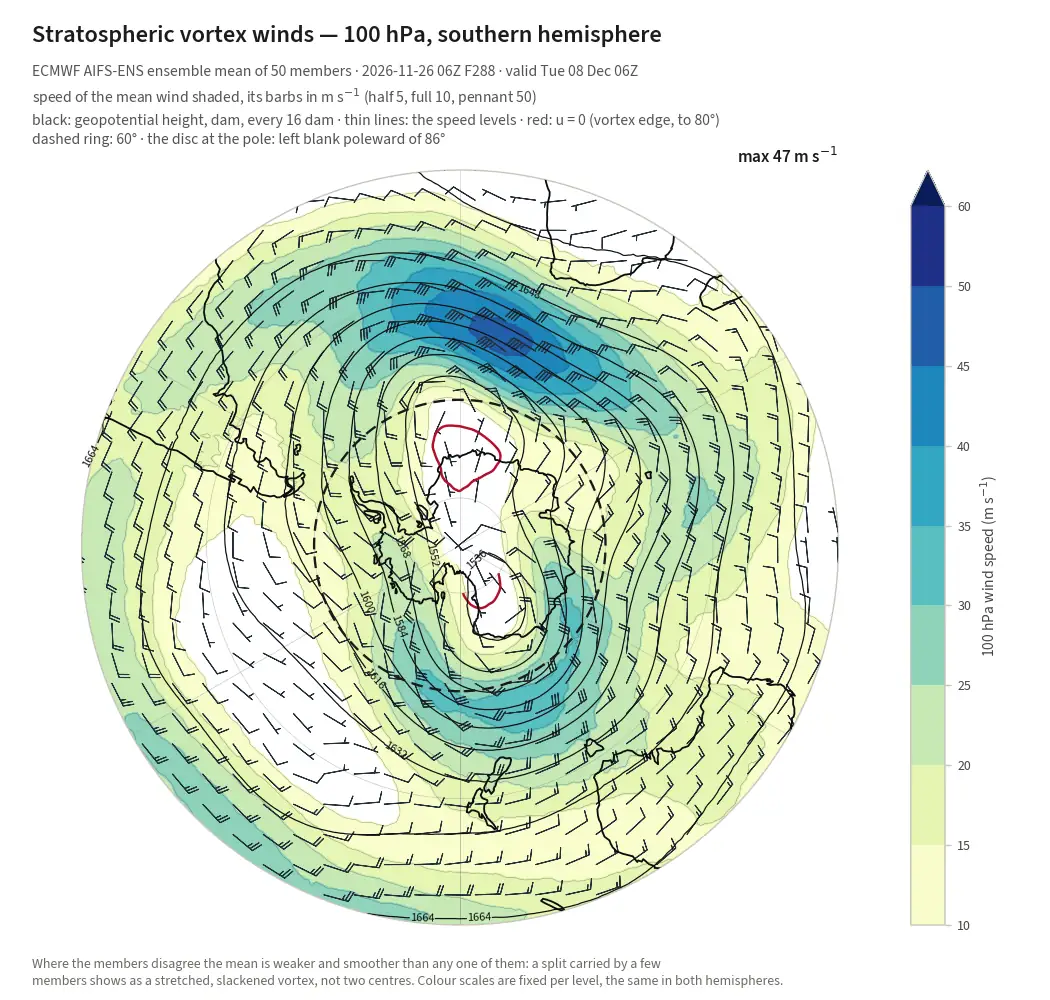 Stratospheric vortex winds — 100 hPa, southern hemisphere
ECMWF AIFS-ENS ensemble mean of 50 members · 2026-11-26 06Z F288 · valid Tue 08 Dec 06Z
speed of the mean wind shaded, its barbs in m s⁻¹ (half 5, full 10, pennant 50)
black: geopotential height, dam, every 16 dam · thin lines: the speed levels · red: u = 0 (vortex edge, to 80°)
dashed ring: 60° · the disc at the pole: left blank poleward of 86°
max 47 m s⁻¹
60
50
45
40
35
30
25
20
15
10
100 hPa wind speed (m s⁻¹)
1648
1664
1568
1552
1536
1600
1584
1616
1632
1664
1664
Where the members disagree the mean is weaker and smoother than any one of them: a split carried by a few
members shows as a stretched, slackened vortex, not two centres. Colour scales are fixed per level, the same in both hemispheres.